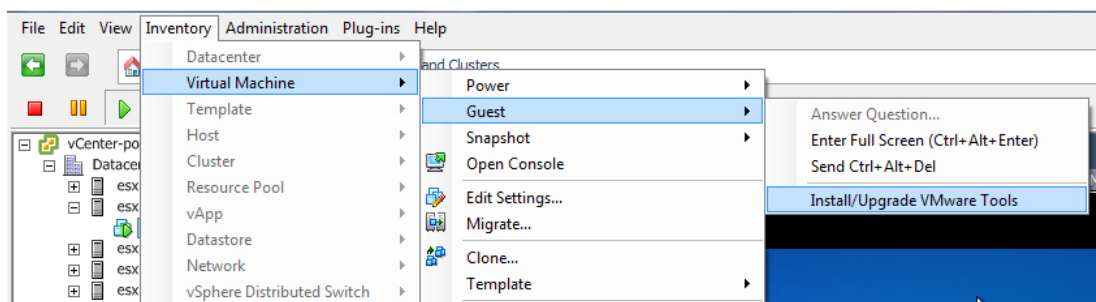 File Edit View Inventory Administration Plug-ins Help
Datacenter
and Clusters
Virtual Machine
Power
Template
Guest
Answer Question...
Host
Snapshot
Enter Full Screen (Ctrl+Alt+Enter)
vCenter-po
Cluster
Open Console
Send Ctrl+Alt+Del
Datacer
Resource Pool
Edit Settings...
Install/Upgrade VMware Tools
esx
vApp
Migrate...
esx
Datastore
Clone...
esx
Network
Template
esx
vSphere Distributed Switch
esx